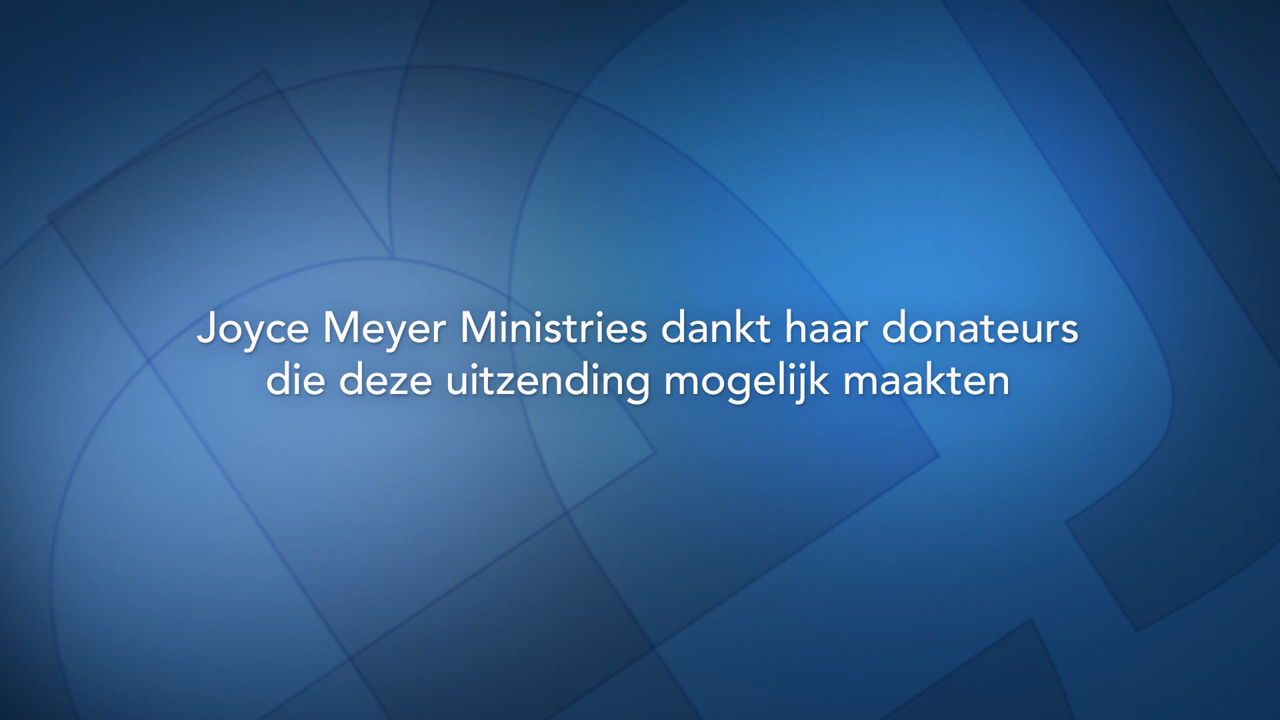 Joyce Meyer Ministries dankt haar donateurs
die deze uitzending mogelijk maakten